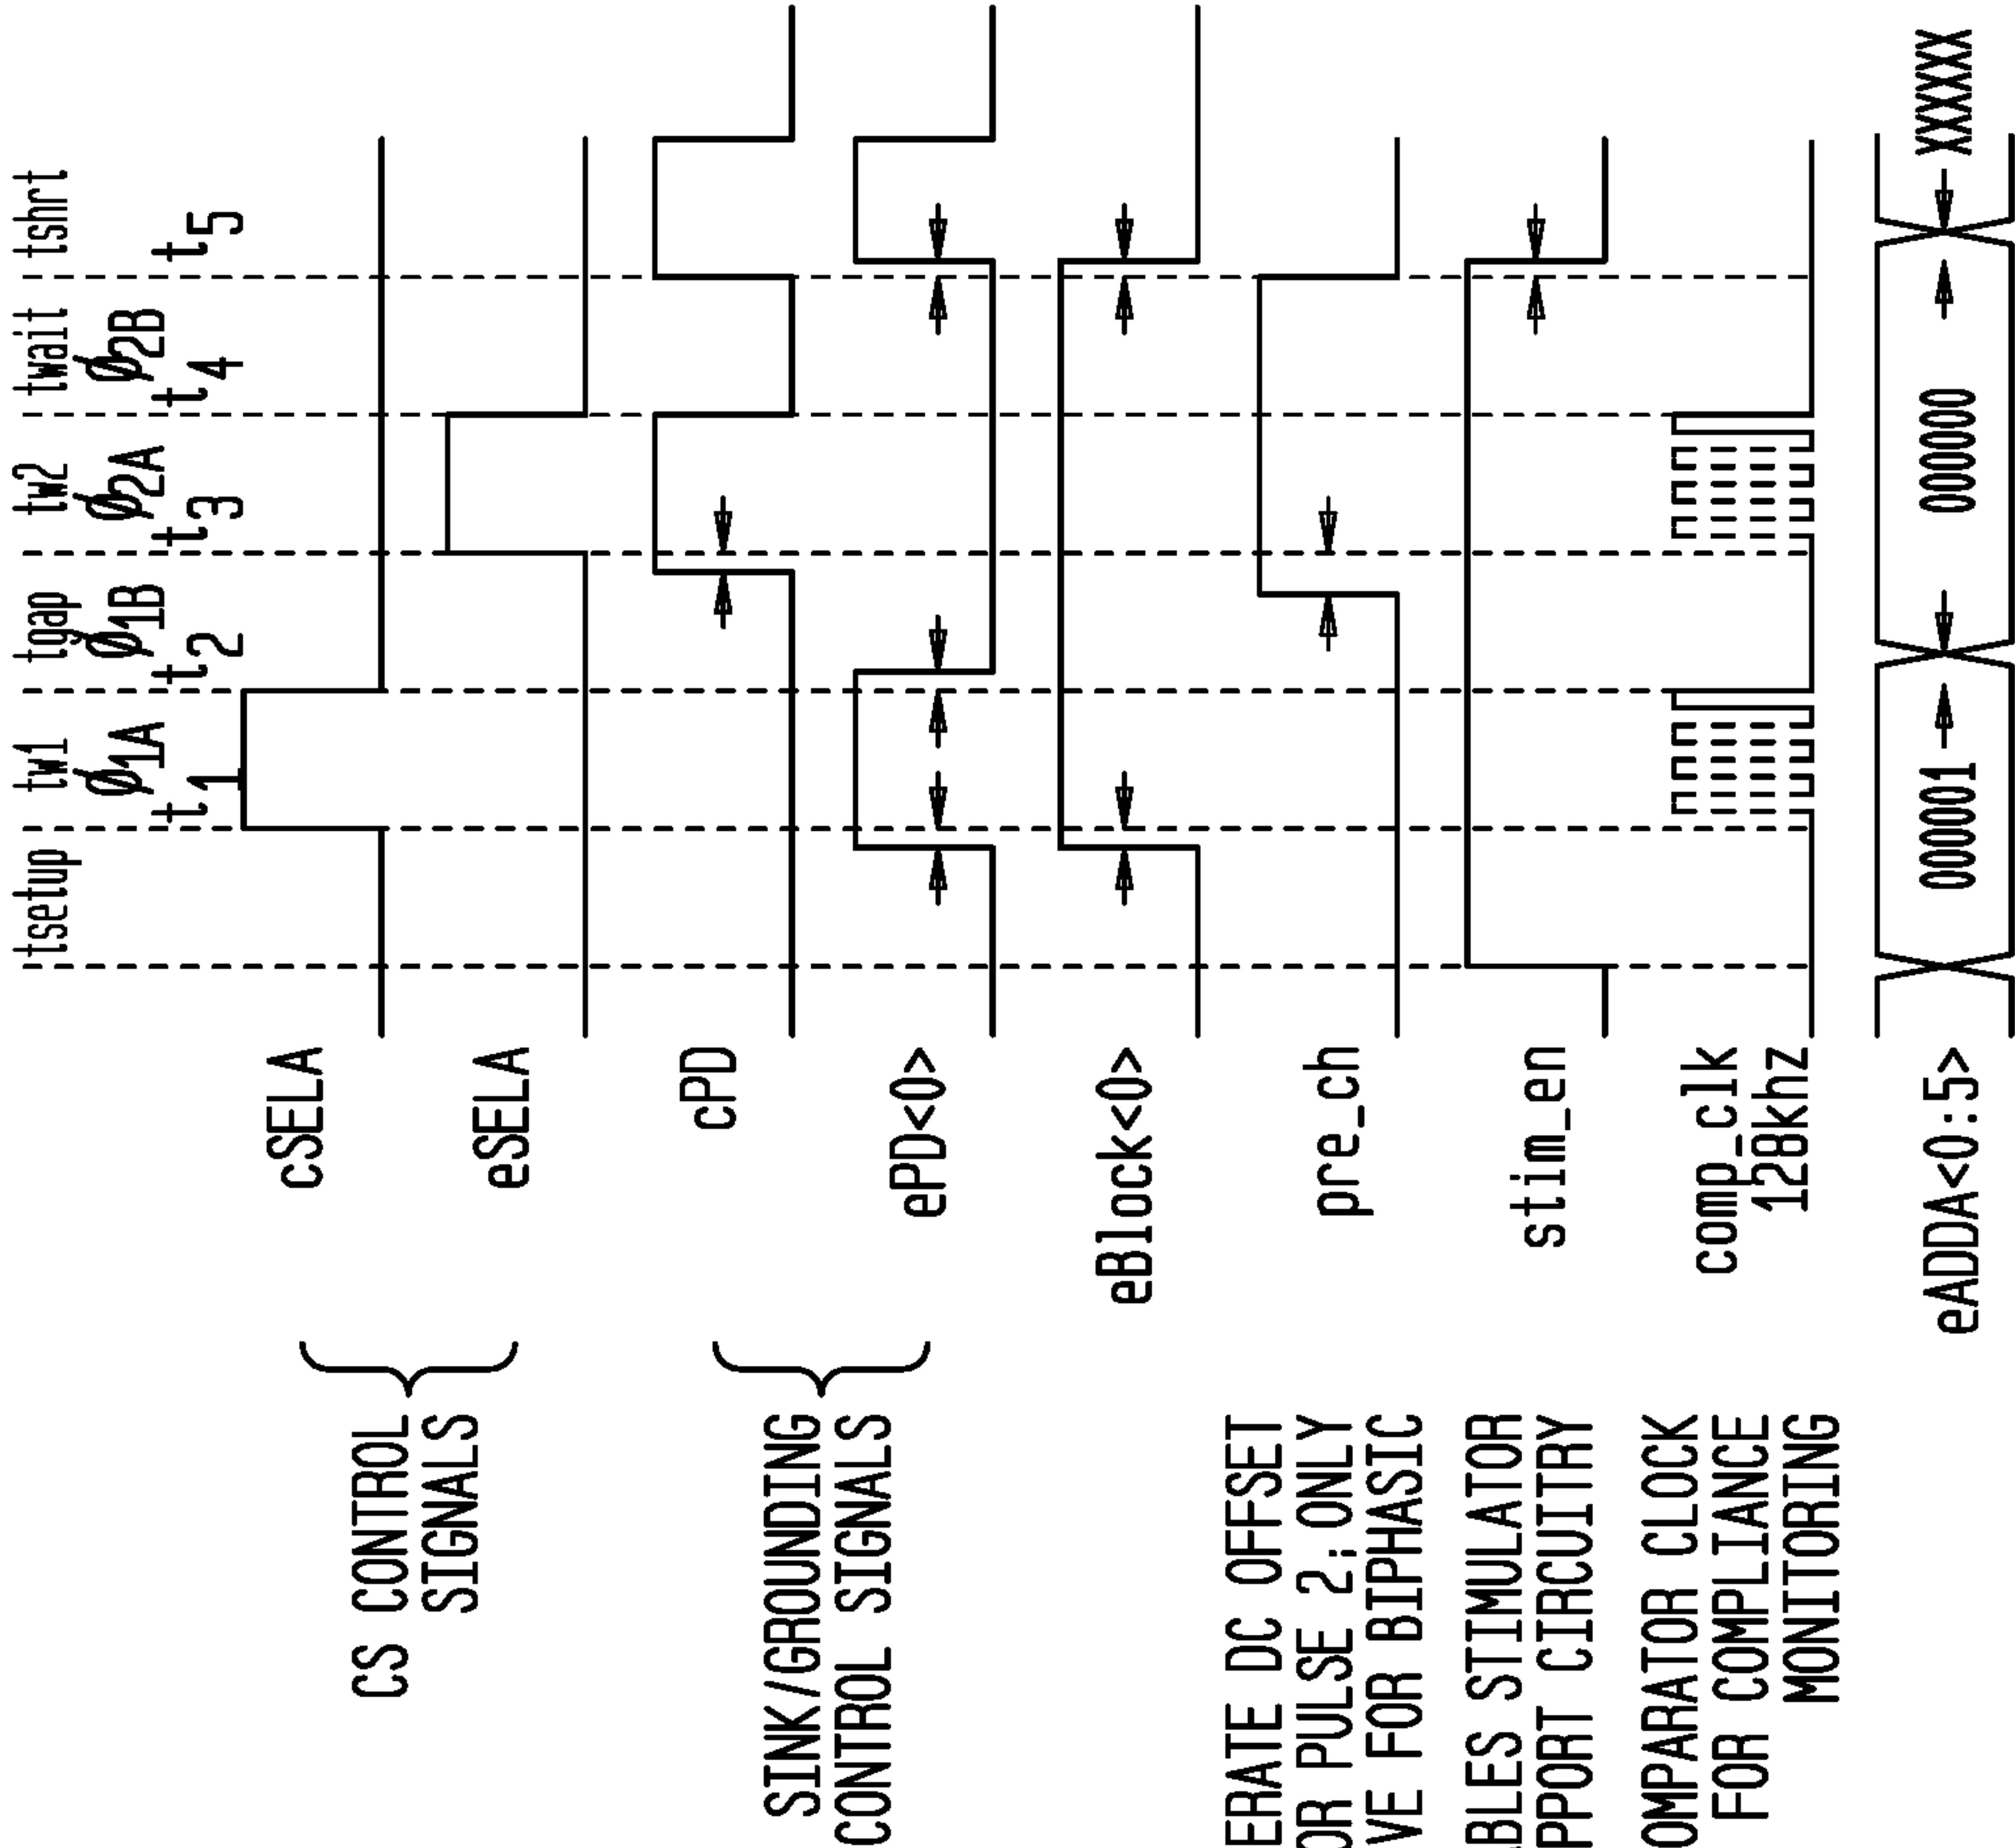 tsetup tw1 tgap tw2 twait tshrt
Ø1A Ø1B Ø2A Ø2B
t1 t2 t3 t4 t5
CS CONTROL
SIGNALS
cSELA
eSELA
SINK/GROUNDING
CONTROL SIGNALS
cPD
ePD<0>
eBlock<0>
ERATE DC OFFSET
OR PULSE 2; ONLY
VE FOR BIPHASIC
pre_ch
BLES STIMULATOR
PPORT CIRCUITRY
stim_en
OMPARATOR CLOCK
FOR COMPLIANCE
MONITORING
comp_clk
128khz
eADDA<0:5>
000001
000000
XXXXXX